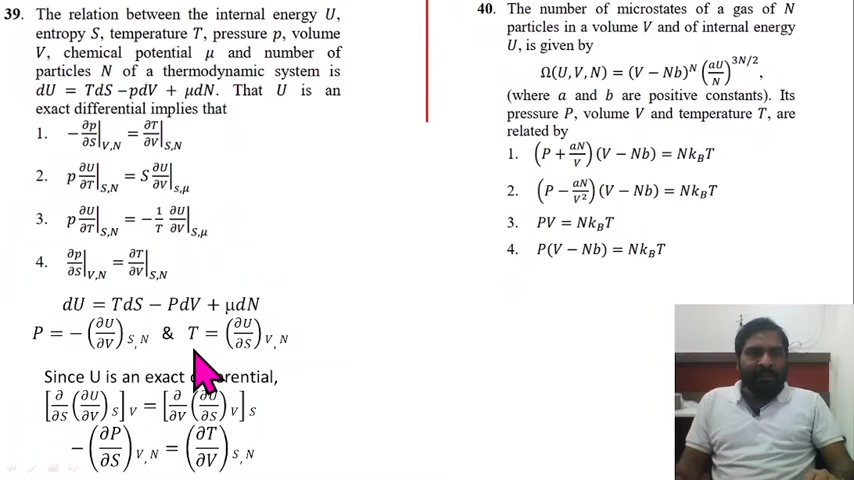 39. The relation between the internal energy U,
entropy S, temperature T, pressure p, volume
V, chemical potential μ and number of
particles N of a thermodynamic system is
dU = TdS −pdV + μdN. That U is an
exact differential implies that
1. −∂p/∂S|V,N = ∂T/∂V|S,N
2. p ∂U/∂T|S,N = S ∂U/∂V|S,μ
3. p ∂U/∂T|S,N = −1/T ∂U/∂V|S,μ
4. ∂p/∂S|V,N = ∂T/∂V|S,N
dU = TdS − PdV + μdN
P = −(∂U/∂V) S,N & T = (∂U/∂S) V,N
Since U is an exact differential,
[∂/∂S (∂U/∂V) S] V = [∂/∂V (∂U/∂S) V] S
−(∂P/∂S) V,N = (∂T/∂V) S,N
40. The number of microstates of a gas of N
particles in a volume V and of internal energy
U, is given by
Ω(U, V, N) = (V − Nb)^N (aU/N)^3N/2,
(where a and b are positive constants). Its
pressure P, volume V and temperature T, are
related by
1. (P + aN/V) (V − Nb) = NkBT
2. (P − aN/V²) (V − Nb) = NkBT
3. PV = NkBT
4. P(V − Nb) = NkBT